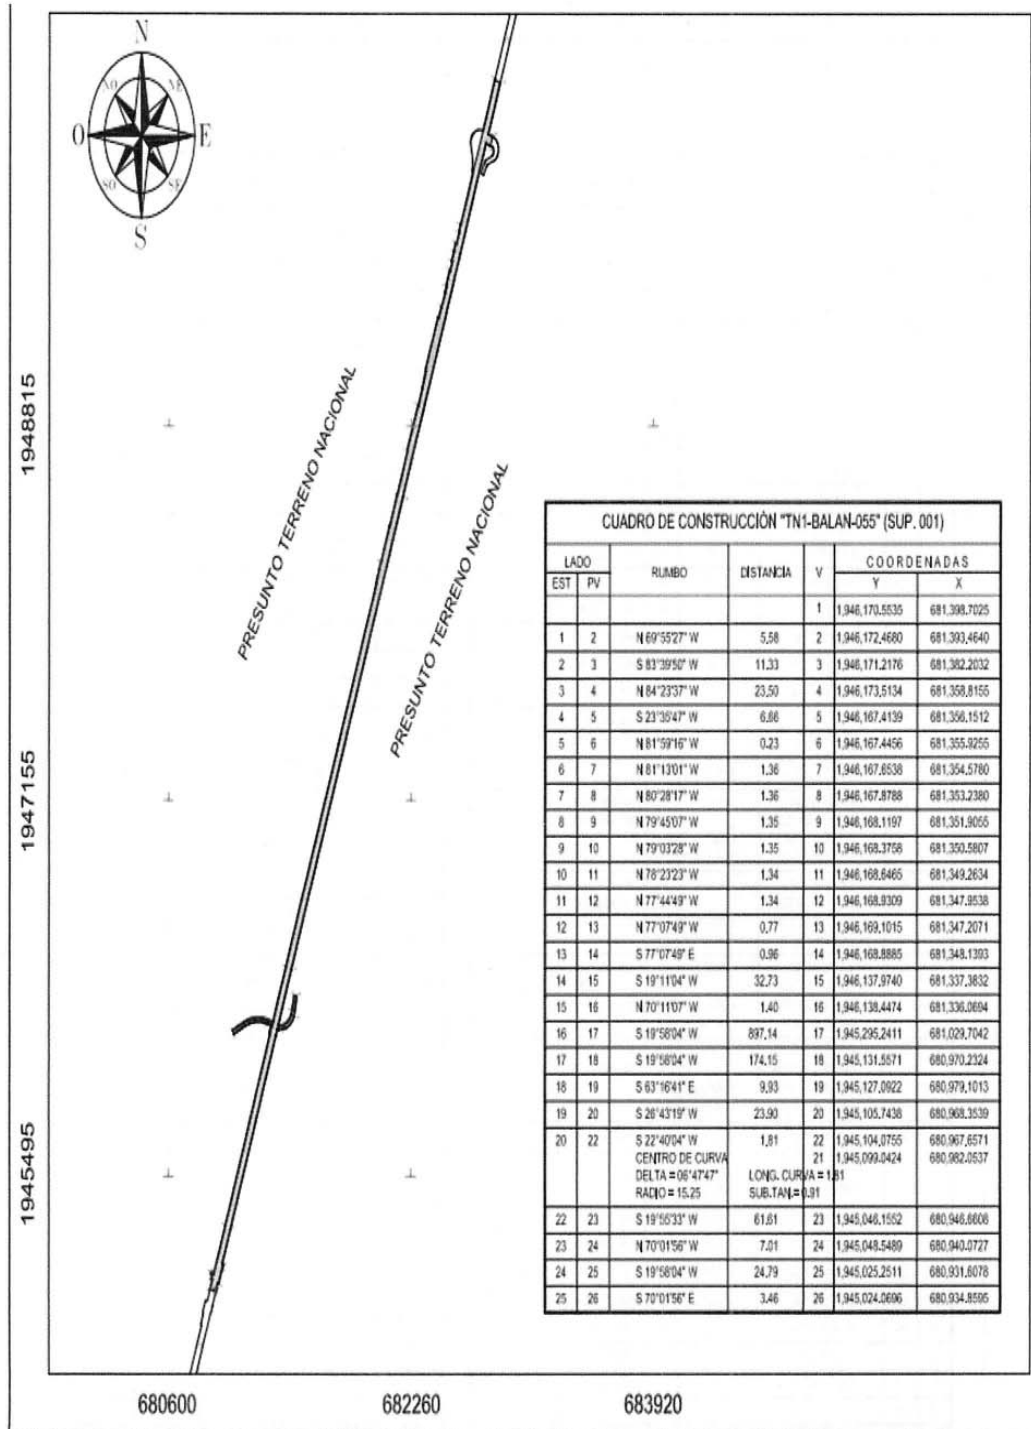 N
NO NE
O E
SO SE
S
1948815
1947155
1945495
PRESUNTO TERRENO NACIONAL
PRESUNTO TERRENO NACIONAL
CUADRO DE CONSTRUCCIÓN "TN1-BALAN-055" (SUP. 001)
LADO RUMBO DISTANCIA V COORDENADAS
EST PV Y X
1 1,946,170.5535 681,398.7025
1 2 N 69°55'27" W 5.58 2 1,946,172.4680 681,393.4640
2 3 S 83°39'50" W 11.33 3 1,946,171.2176 681,382.2032
3 4 N 84°23'37" W 23.50 4 1,946,173.5134 681,358.8155
4 5 S 23°35'47" W 6.66 5 1,946,167.4139 681,356.1512
5 6 N 81°59'16" W 0.23 6 1,946,167.4456 681,355.9255
6 7 N 81°13'01" W 1.36 7 1,946,167.6538 681,354.5780
7 8 N 80°28'17" W 1.36 8 1,946,167.8788 681,353.2380
8 9 N 79°45'07" W 1.35 9 1,946,168.1197 681,351.9055
9 10 N 79°03'28" W 1.35 10 1,946,168.3758 681,350.5807
10 11 N 78°23'23" W 1.34 11 1,946,168.6465 681,349.2634
11 12 N 77°44'49" W 1.34 12 1,946,168.9309 681,347.9538
12 13 N 77°07'49" W 0.77 13 1,946,169.1015 681,347.2071
13 14 S 77°07'49" E 0.96 14 1,946,168.8885 681,348.1393
14 15 S 19°11'04" W 32.73 15 1,946,137.9740 681,337.3832
15 16 N 70°11'07" W 1.40 16 1,946,138.4474 681,336.0694
16 17 S 19°58'04" W 897.14 17 1,945,295.2411 681,029.7042
17 18 S 19°58'04" W 174.15 18 1,945,131.5571 680,970.2324
18 19 S 63°16'41" E 9.93 19 1,945,127.0922 680,979.1013
19 20 S 26°43'19" W 23.90 20 1,945,105.7438 680,968.3539
20 22 S 22°40'04" W 1.81 22 1,945,104.0755 680,967.6571
CENTRO DE CURVA 21 1,945,099.0424 680,982.0537
DELTA = 06°47'47" LONG. CURVA = 1.81
RADIO = 15.25 SUB.TAN.= 0.91
22 23 S 19°55'33" W 61.61 23 1,945,046.1552 680,946.6608
23 24 N 70°01'56" W 7.01 24 1,945,048.5489 680,940.0727
24 25 S 19°58'04" W 24.79 25 1,945,025.2511 680,931.6078
25 26 S 70°01'56" E 3.46 26 1,945,024.0696 680,934.8595
680600 682260 683920